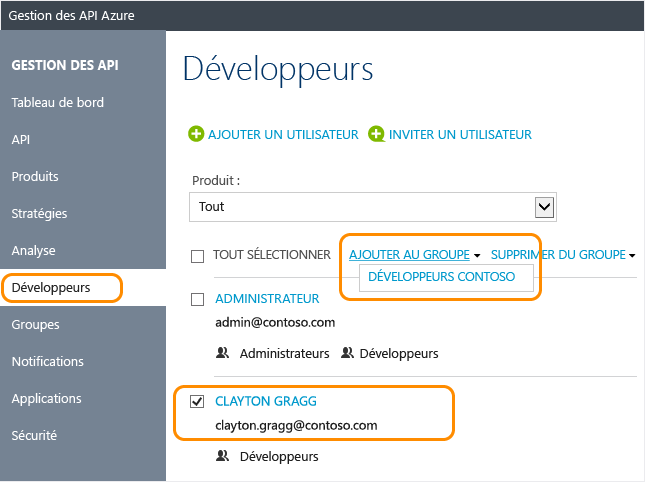 Gestion des API Azure
GESTION DES API
Tableau de bord
API
Produits
Stratégies
Analyse
Développeurs
Groupes
Notifications
Applications
Sécurité
Développeurs
AJOUTER UN UTILISATEUR INVITER UN UTILISATEUR
Produit :
Tout
TOUT SÉLECTIONNER AJOUTER AU GROUPE SUPPRIMER DU GROUPE
DÉVELOPPEURS CONTOSO
ADMINISTRATEUR
admin@contoso.com
Administrateurs Développeurs
CLAYTON GRAGG
clayton.gragg@contoso.com
Développeurs